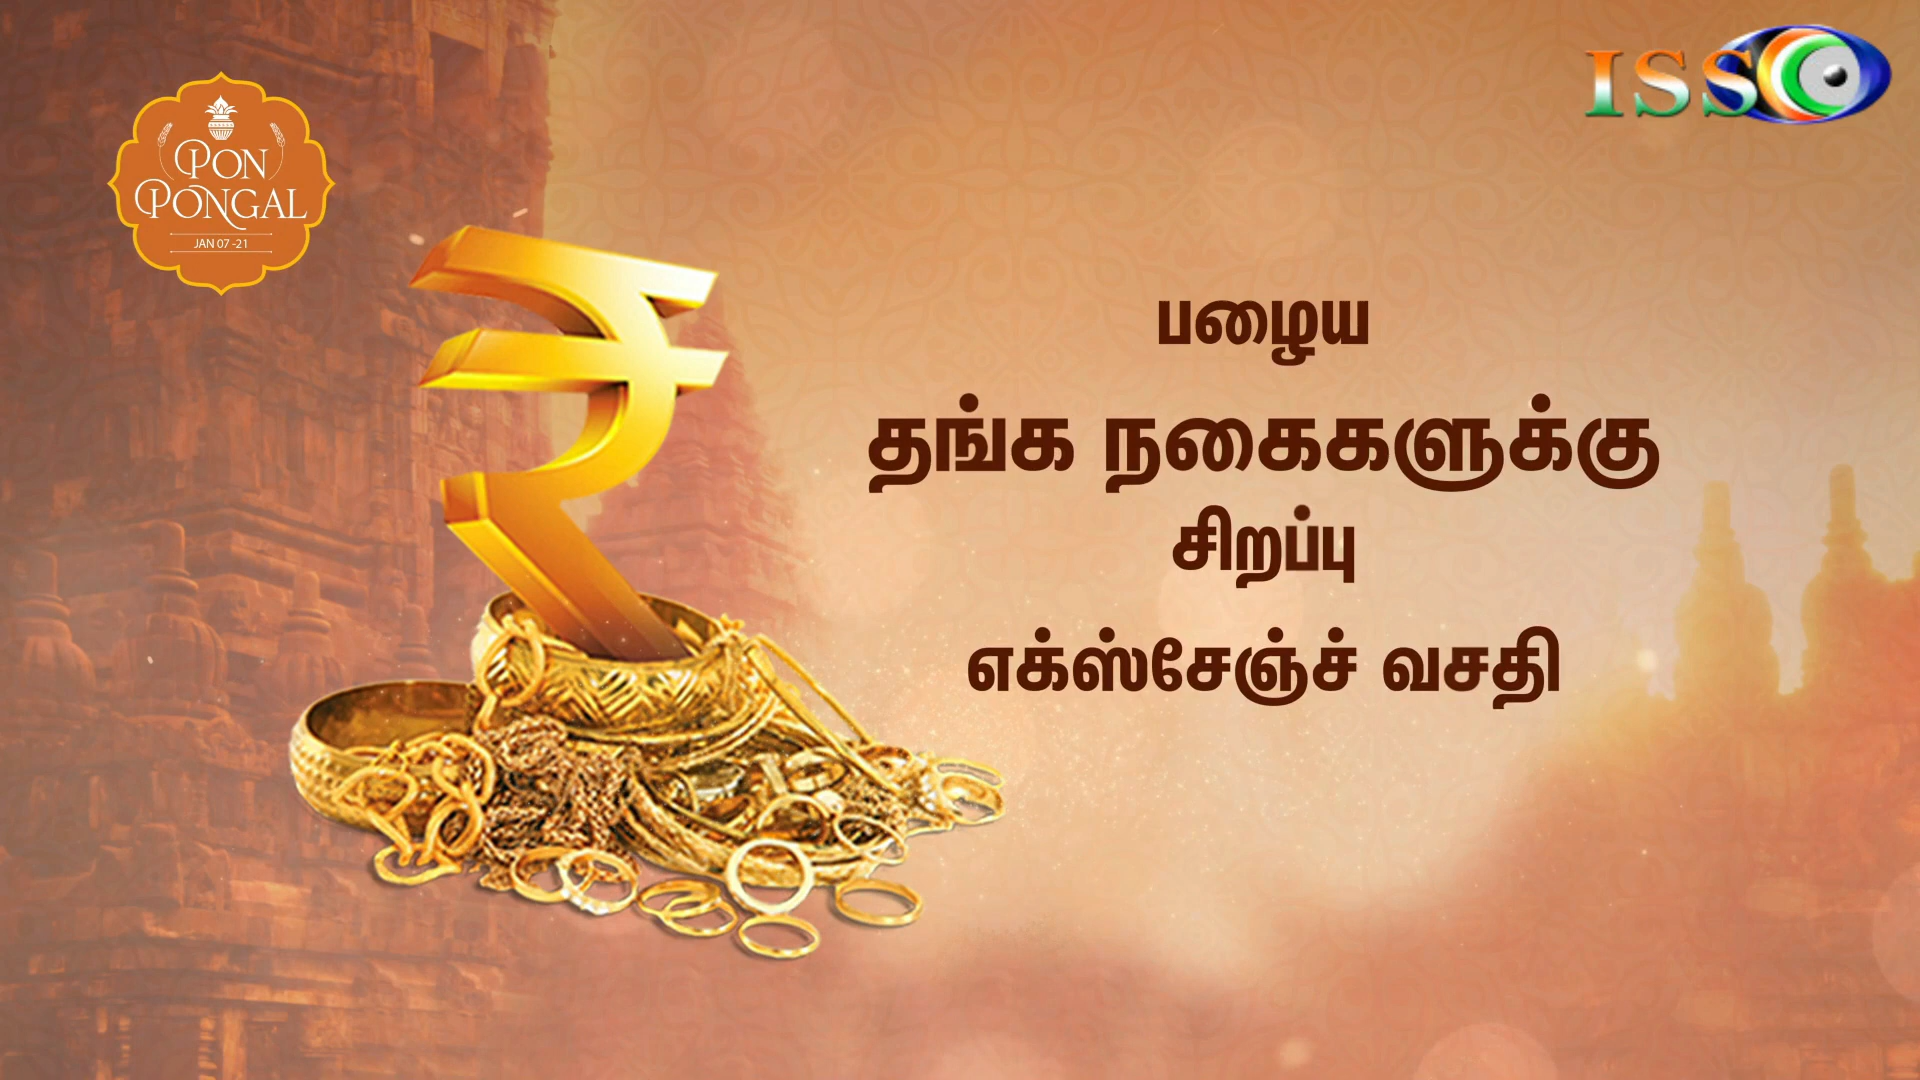 PON
PONGAL
JAN 07 -21
ISS
பழைய
தங்க நகைகளுக்கு
சிறப்பு
எக்ஸ்சேஞ்ச் வசதி